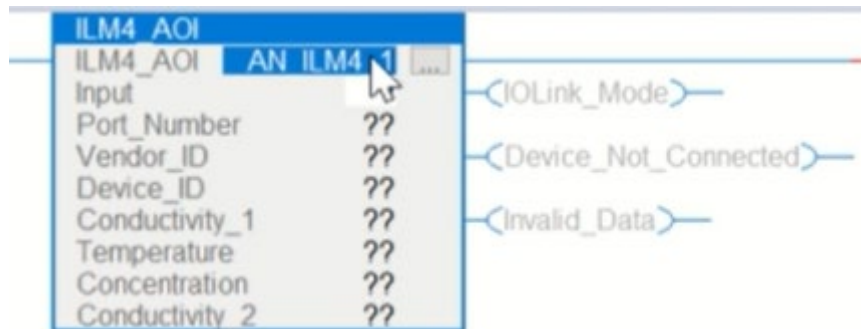 ILM4_AOI
ILM4_AOI AN_ILM4_1 ...
Input
IOLink_Mode
Port_Number ??
Vendor_ID ??
Device_Not_Connected
Device_ID ??
Conductivity_1 ??
Invalid_Data
Temperature ??
Concentration ??
Conductivity_2 ??